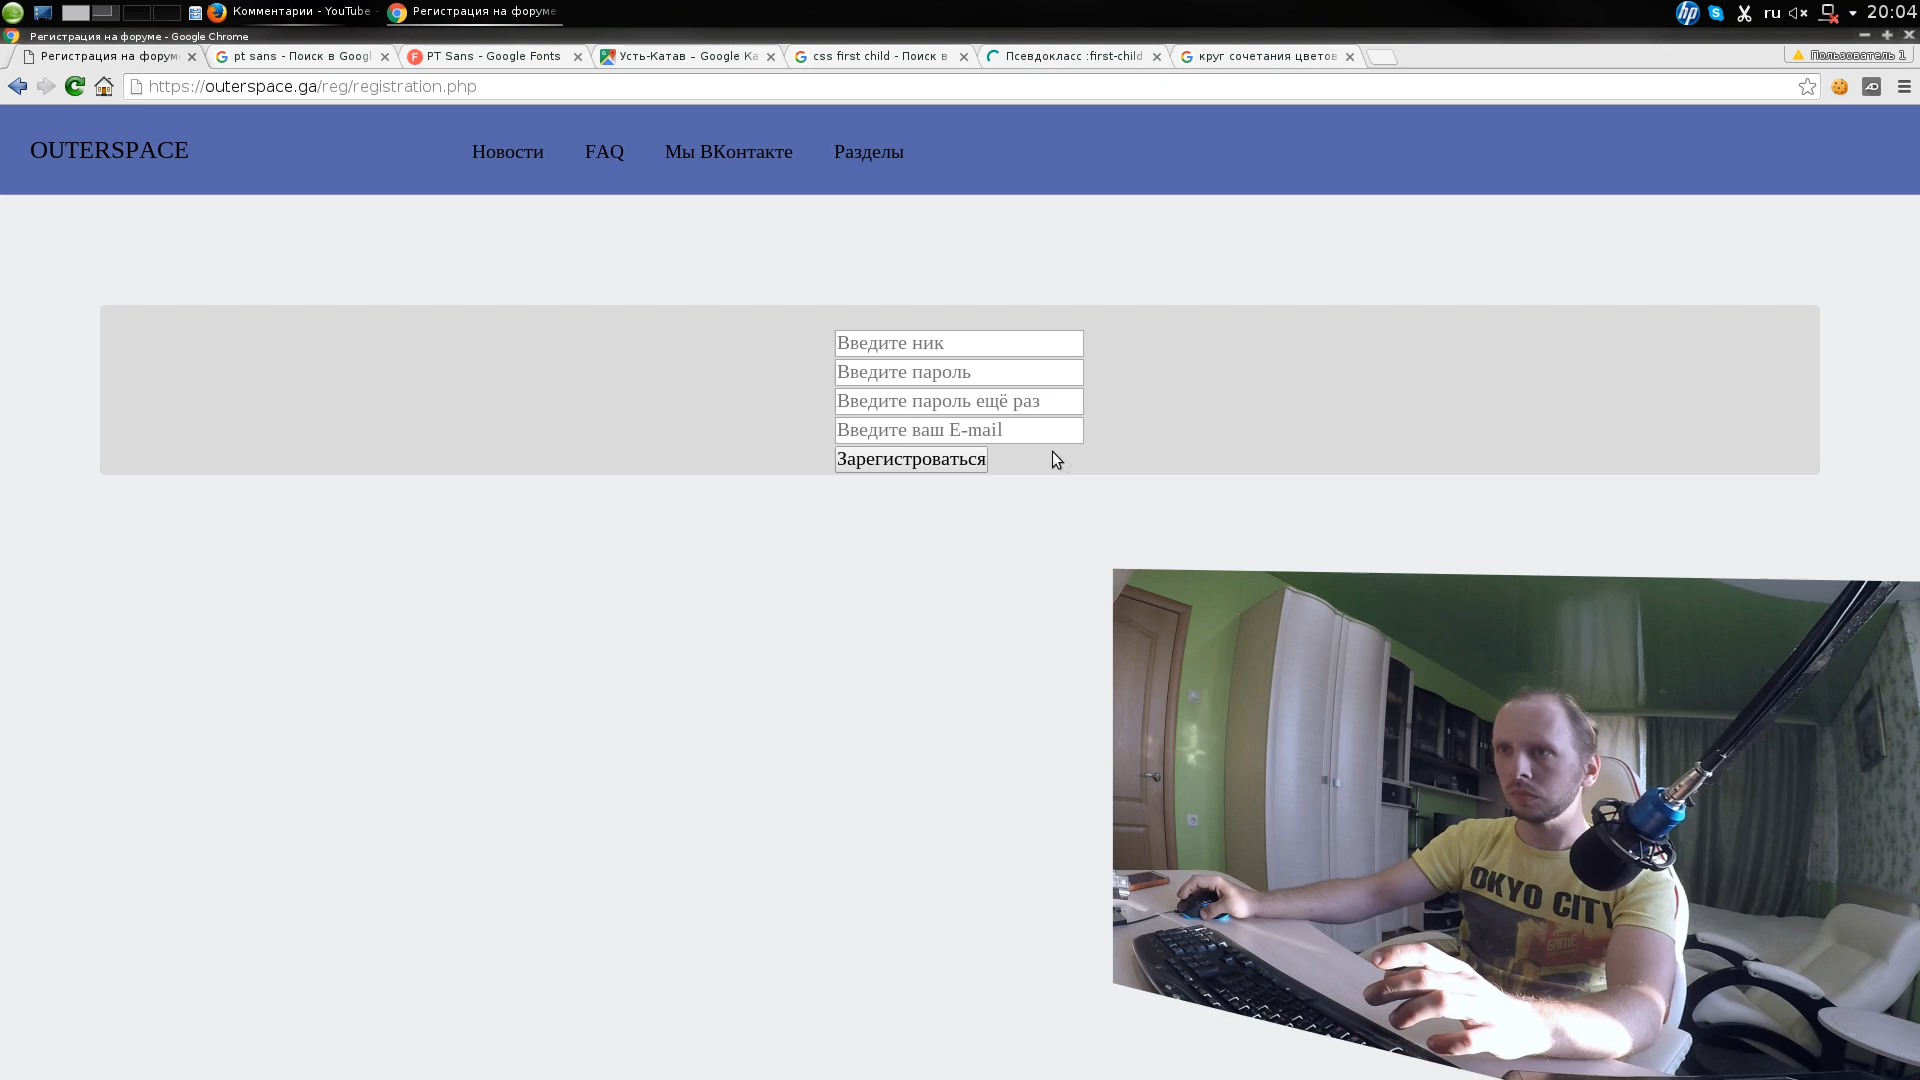 Комментарии - YouTube
Регистрация на форуме
ru
20:04
Регистрация на форуме - Google Chrome
Регистрация на форум
pt sans - Поиск в Googl
PT Sans - Google Fonts
Усть-Катав – Google Ка
css first child - Поиск в
Псевдокласс :first-child
круг сочетания цветов
Пользователь 1
https://outerspace.ga/reg/registration.php
OUTERSPACE
Новости
FAQ
Мы ВКонтакте
Разделы
Введите ник
Введите пароль
Введите пароль ещё раз
Введите ваш E-mail
Зарегистроваться
OKYO CITY